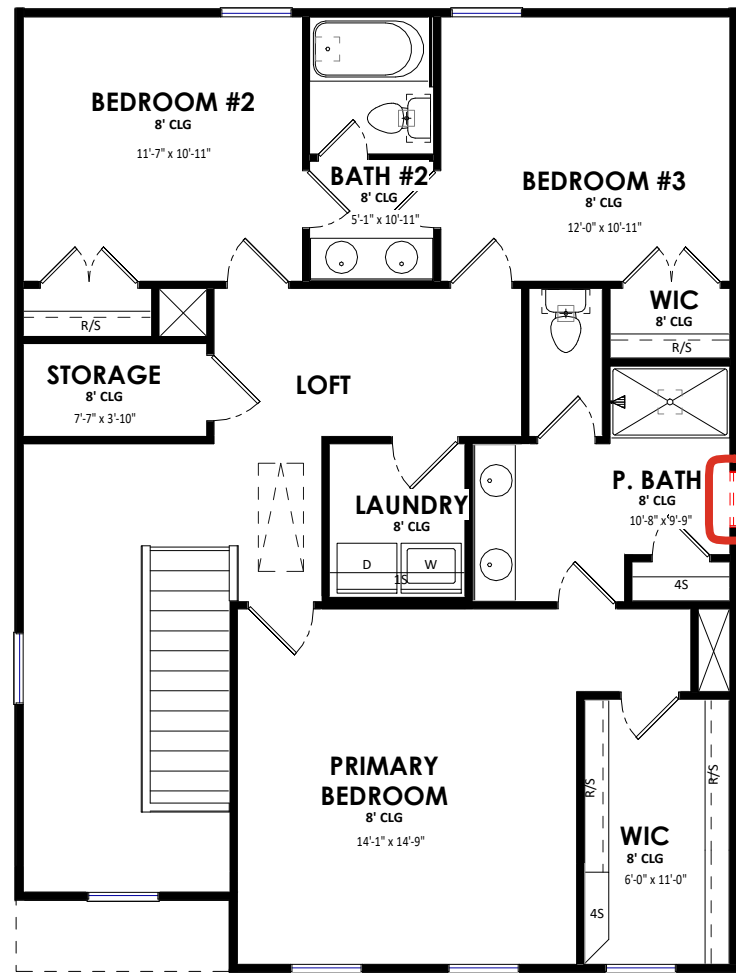 BEDROOM #2
8' CLG
11'-7" x 10'-11"
BATH #2
8' CLG
5'-1" x 10'-11"
BEDROOM #3
8' CLG
12'-0" x 10'-11"
R/S
WIC
8' CLG
R/S
STORAGE
8' CLG
7'-7" x 3'-10"
LOFT
LAUNDRY
8' CLG
D
W
1S
P. BATH
8' CLG
10'-8" x 9'-9"
4S
PRIMARY
BEDROOM
8' CLG
14'-1" x 14'-9"
R/S
R/S
WIC
8' CLG
6'-0" x 11'-0"
4S